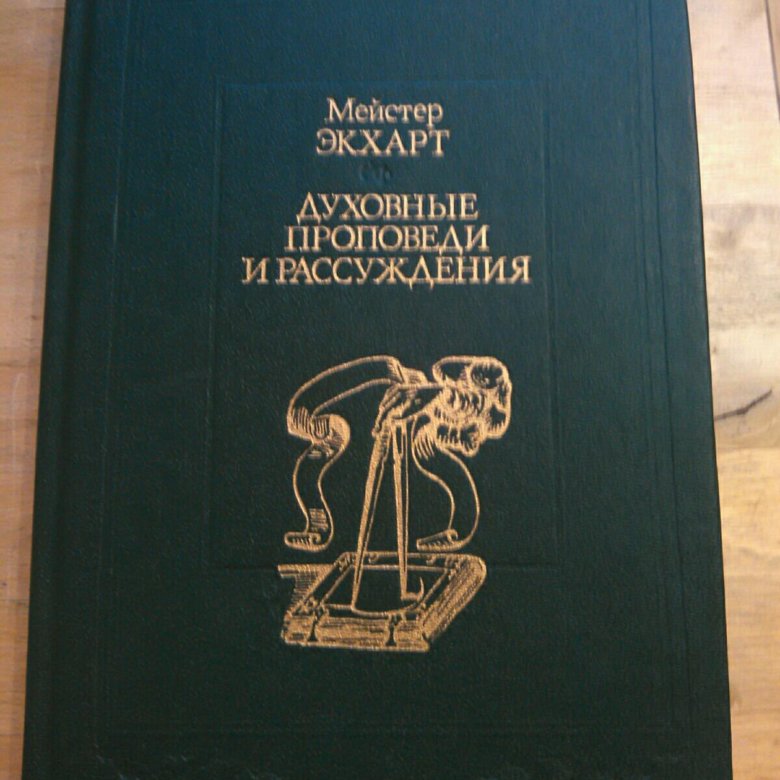 Мейстер
ЭКХАРТ
ДУХОВНЫЕ
ПРОПОВЕДИ
И РАССУЖДЕНИЯ